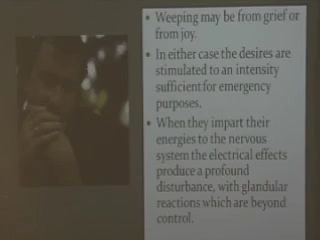 • Weeping may be from grief or
from joy.
• In either case the desires are
stimulated to an intensity
sufficient for emergency
purposes.
• When they impart their
energies to the nervous
system the electrical effects
produce a profound
disturbance, with glandular
reactions which are beyond
control.